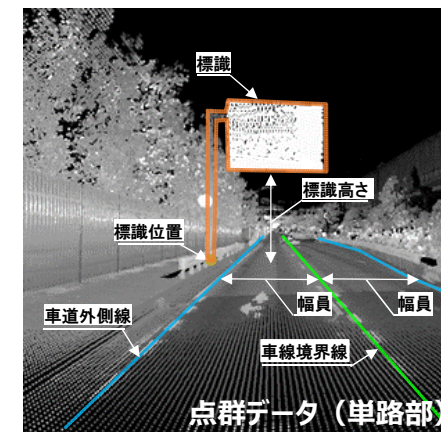 標識
標識高さ
標識位置
幅員
幅員
車道外側線
車線境界線
点群データ（単路部）